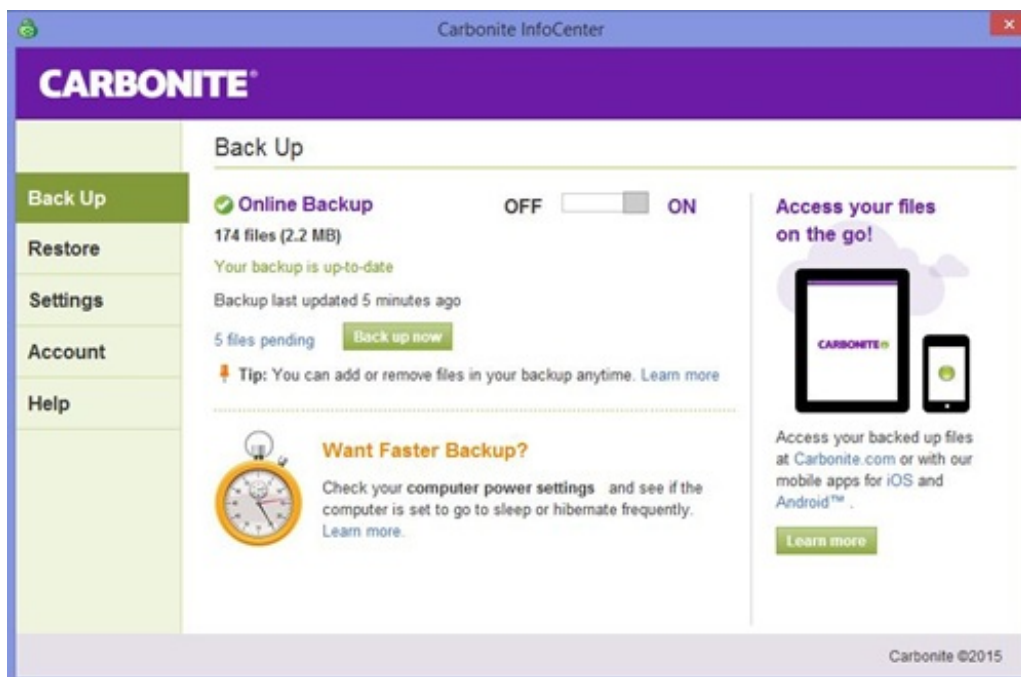 Carbonite InfoCenter
CARBONITE®
Back Up
Restore
Settings
Account
Help
Back Up
Online Backup OFF ON
174 files (2.2 MB)
Your backup is up-to-date
Backup last updated 5 minutes ago
5 files pending Back up now
Tip: You can add or remove files in your backup anytime. Learn more
Want Faster Backup?
Check your computer power settings and see if the
computer is set to go to sleep or hibernate frequently.
Learn more.
Access your files
on the go!
CARBONITE
Access your backed up files
at Carbonite.com or with our
mobile apps for iOS and
Android™ .
Learn more
Carbonite ©2015